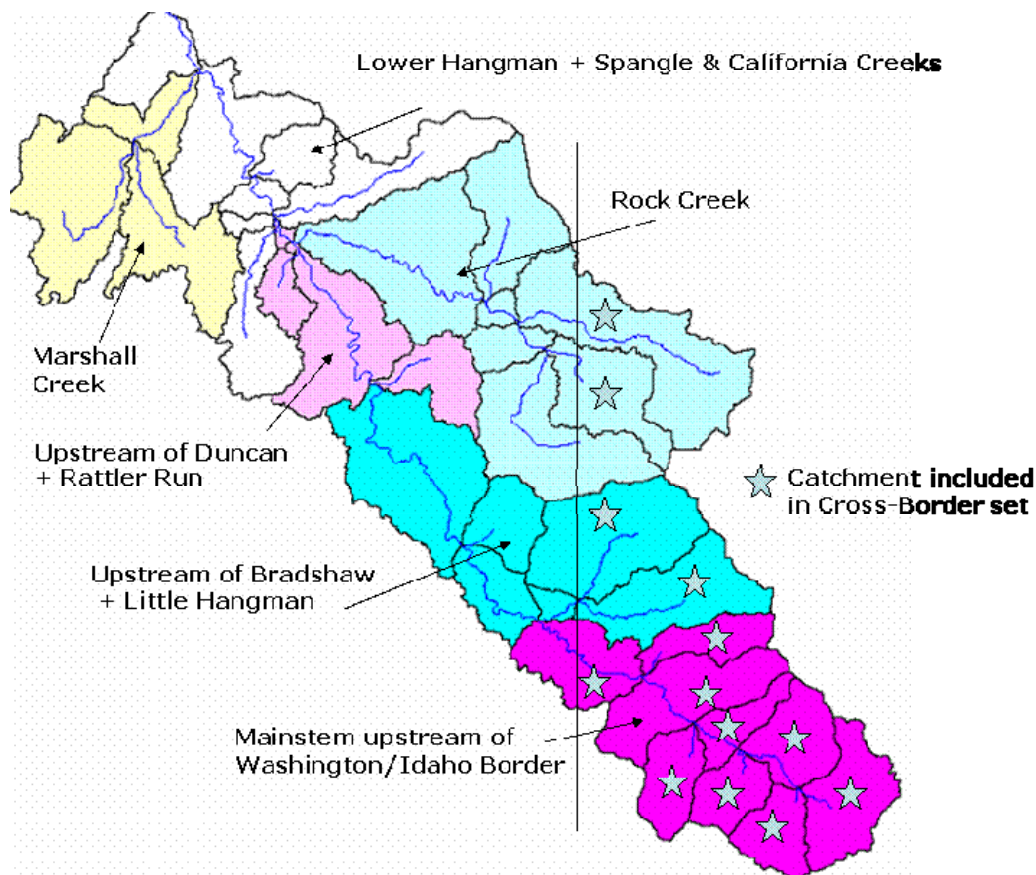 Lower Hangman + Spangle & California Creeks
Rock Creek
Marshall
Creek
Upstream of Duncan
+ Rattler Run
Catchment included
in Cross-Border set
Upstream of Bradshaw
+ Little Hangman
Mainstem upstream of
Washington/Idaho Border